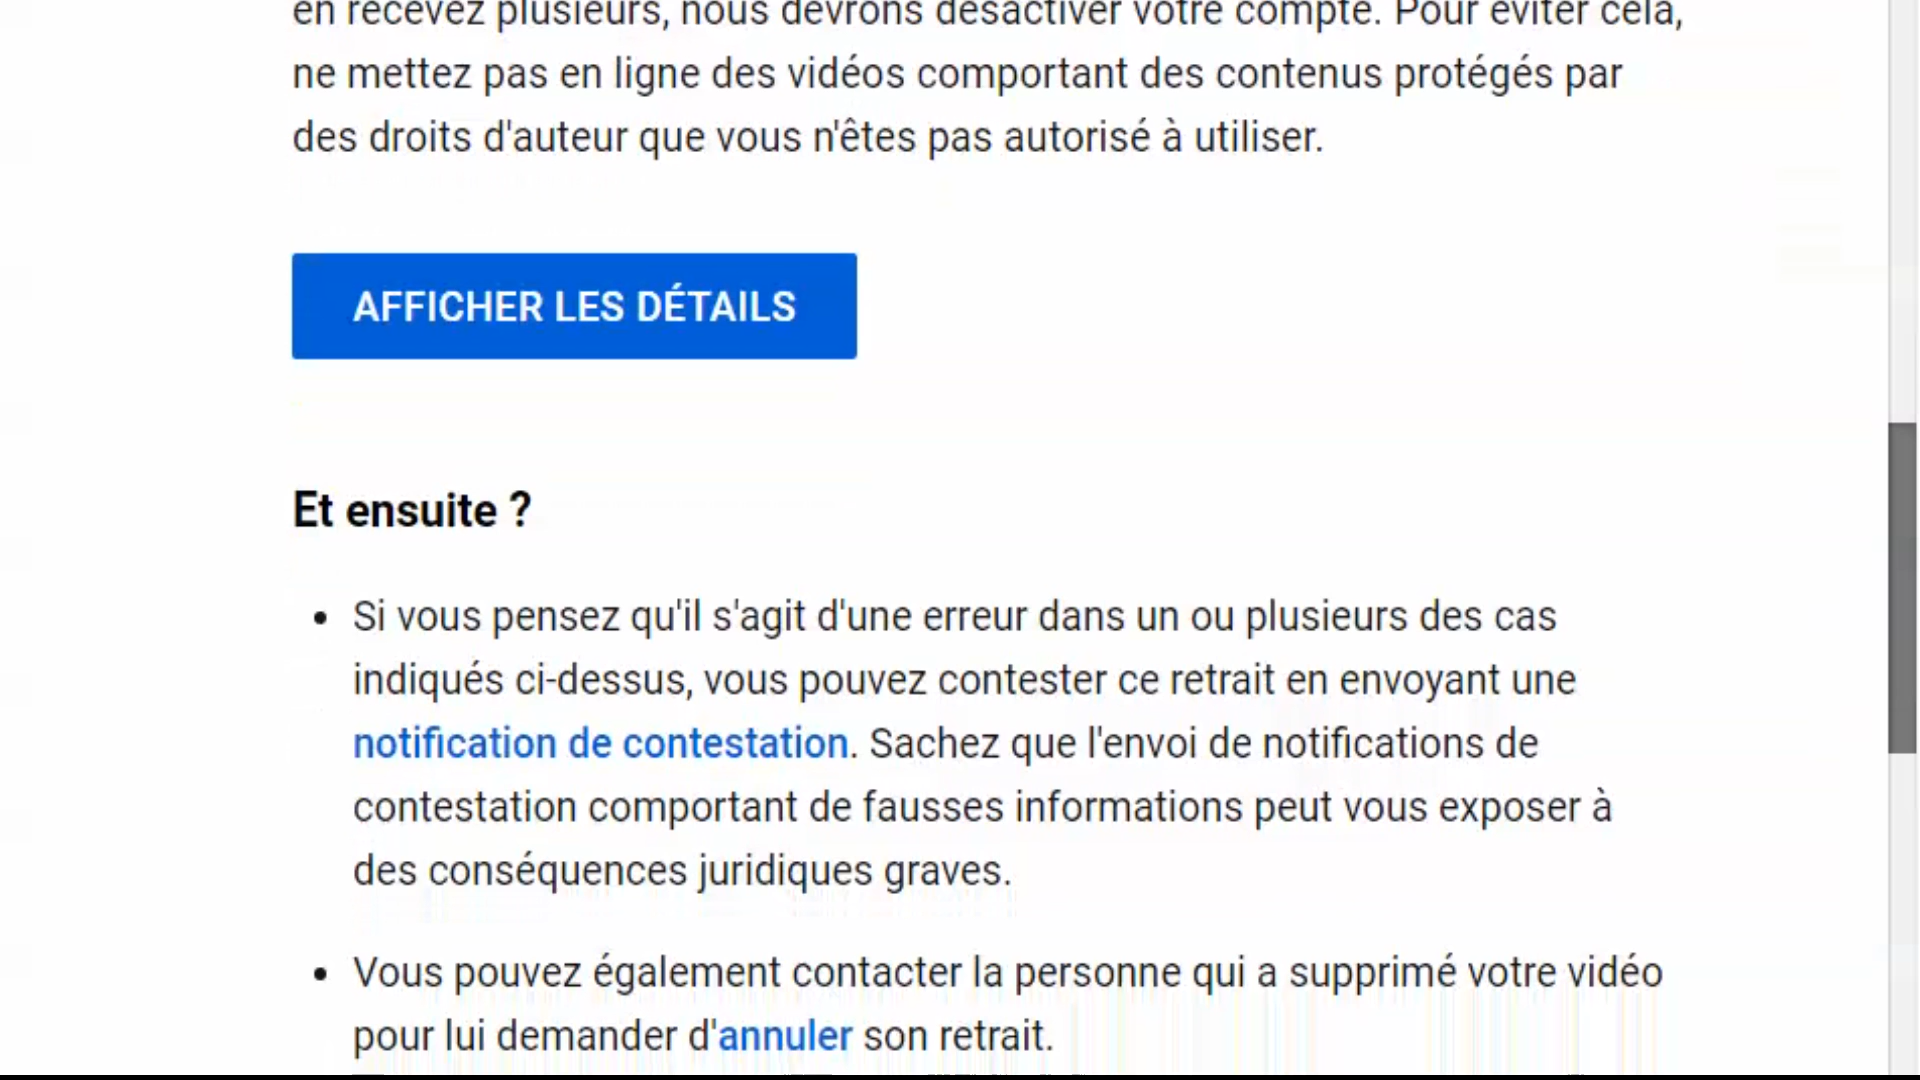 en recevez plusieurs, nous devrons désactiver votre compte. Pour éviter cela,
ne mettez pas en ligne des vidéos comportant des contenus protégés par
des droits d'auteur que vous n'êtes pas autorisé à utiliser.
AFFICHER LES DÉTAILS
Et ensuite ?
• Si vous pensez qu'il s'agit d'une erreur dans un ou plusieurs des cas
indiqués ci-dessus, vous pouvez contester ce retrait en envoyant une
notification de contestation. Sachez que l'envoi de notifications de
contestation comportant de fausses informations peut vous exposer à
des conséquences juridiques graves.
• Vous pouvez également contacter la personne qui a supprimé votre vidéo
pour lui demander d'annuler son retrait.